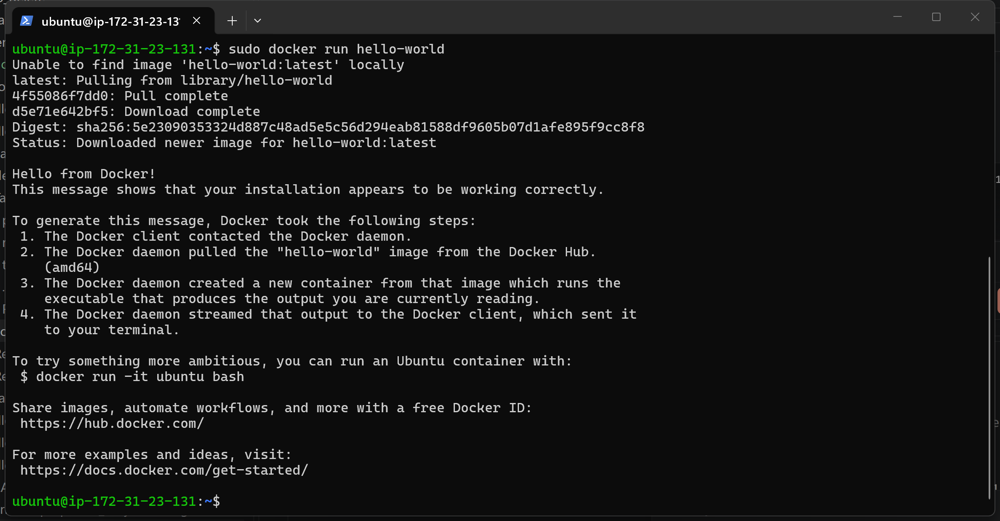 ubuntu@ip-172-31-23-13
ubuntu@ip-172-31-23-131:~$ sudo docker run hello-world
Unable to find image 'hello-world:latest' locally
latest: Pulling from library/hello-world
4f55086f7dd0: Pull complete
d5e71e642bf5: Download complete
Digest: sha256:5e23090353324d887c48ad5e5c56d294eab81588df9605b07d1afe895f9cc8f8
Status: Downloaded newer image for hello-world:latest

Hello from Docker!
This message shows that your installation appears to be working correctly.

To generate this message, Docker took the following steps:
 1. The Docker client contacted the Docker daemon.
 2. The Docker daemon pulled the "hello-world" image from the Docker Hub.
    (amd64)
 3. The Docker daemon created a new container from that image which runs the
    executable that produces the output you are currently reading.
 4. The Docker daemon streamed that output to the Docker client, which sent it
    to your terminal.

To try something more ambitious, you can run an Ubuntu container with:
 $ docker run -it ubuntu bash

Share images, automate workflows, and more with a free Docker ID:
 https://hub.docker.com/

For more examples and ideas, visit:
 https://docs.docker.com/get-started/

ubuntu@ip-172-31-23-131:~$